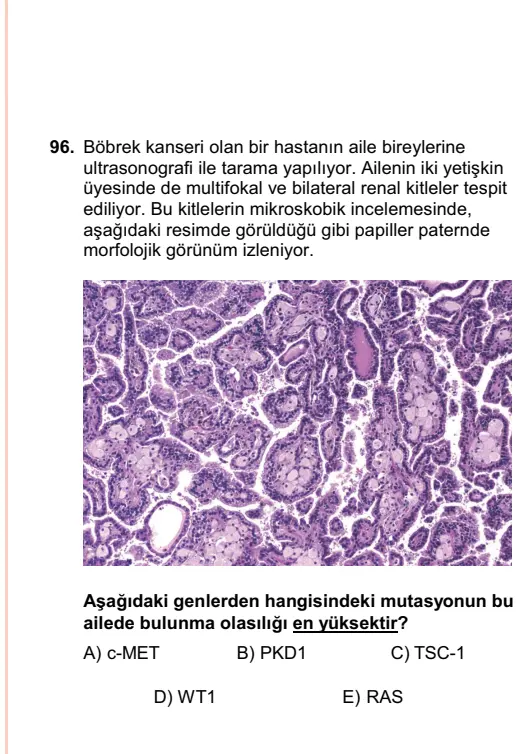 96. Böbrek kanseri olan bir hastanın aile bireylerine
ultrasonografi ile tarama yapılıyor. Ailenin iki yetişkin
üyesinde de multifokal ve bilateral renal kitleler tespit
ediliyor. Bu kitlelerin mikroskobik incelemesinde,
aşağıdaki resimde görüldüğü gibi papiller paternde
morfolojik görünüm izleniyor.
Aşağıdaki genlerden hangisindeki mutasyonun bu
ailede bulunma olasılığı en yüksektir?
A) c-MET B) PKD1 C) TSC-1
D) WT1 E) RAS